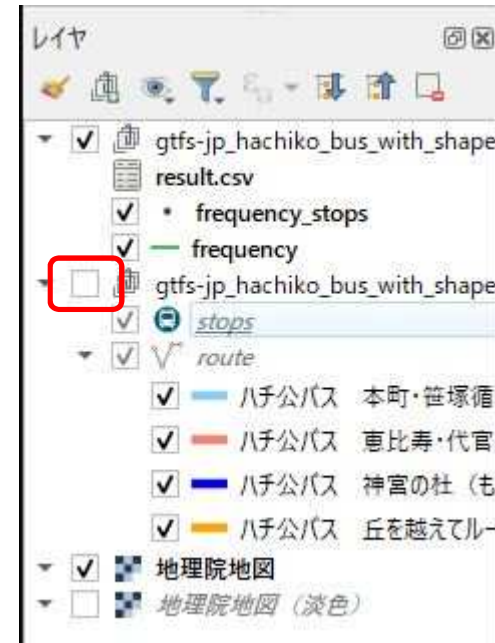 レイヤ
gtfs-jp_hachiko_bus_with_shape
result.csv
frequency_stops
frequency
gtfs-jp_hachiko_bus_with_shape
stops
route
ハチ公バス 本町・笹塚循
ハチ公バス 恵比寿・代官
ハチ公バス 神宮の杜（も
ハチ公バス 丘を越えてルー
地理院地図
地理院地図（淡色）